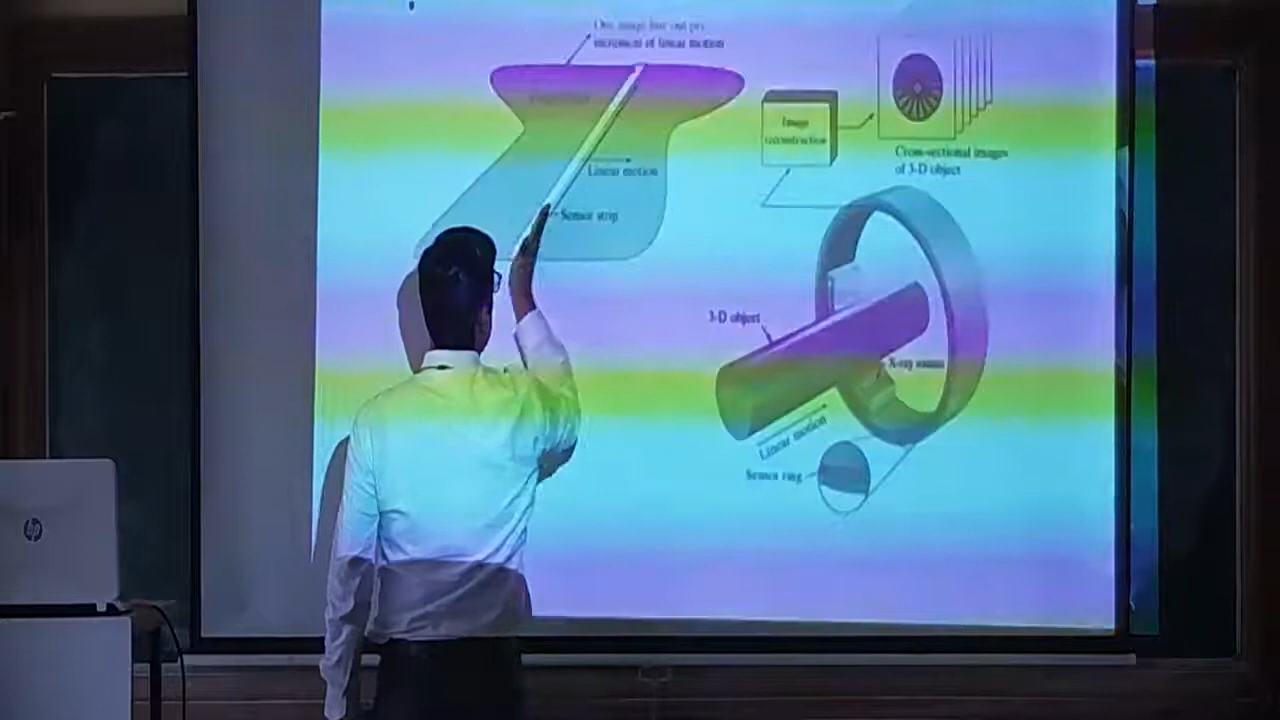 One image line out per
increment of linear motion
Linear motion
Sensor strip
Image
reconstruction
Cross-sectional images
of 3-D object
3-D object
X-ray source
Linear motion
Sensor ring
hp